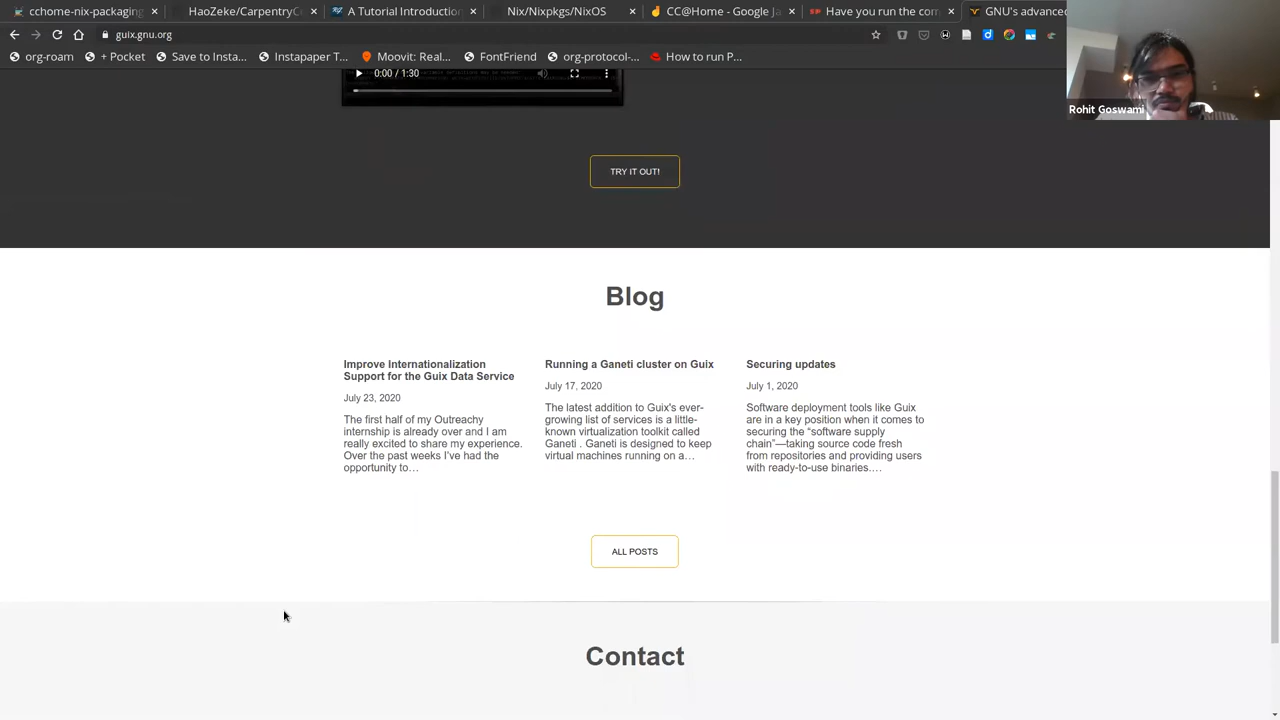 cchome-nix-packaging
HaoZeke/CarpentryC
A Tutorial Introduction
Nix/Nixpkgs/NixOS
CC@Home - Google Ja
Have you run the com
GNU's advanced
guix.gnu.org
org-roam
+ Pocket
Save to Insta...
Instapaper T...
Moovit: Real...
FontFriend
org-protocol-...
How to run P...
Rohit Goswami
0:00 / 1:30
TRY IT OUT!
Blog
Improve Internationalization
Support for the Guix Data Service
July 23, 2020
The first half of my Outreachy
internship is already over and I am
really excited to share my experience.
Over the past weeks I've had the
opportunity to…
Running a Ganeti cluster on Guix
July 17, 2020
The latest addition to Guix's ever-
growing list of services is a little-
known virtualization toolkit called
Ganeti . Ganeti is designed to keep
virtual machines running on a…
Securing updates
July 1, 2020
Software deployment tools like Guix
are in a key position when it comes to
securing the “software supply
chain”—taking source code fresh
from repositories and providing users
with ready-to-use binaries.…
ALL POSTS
Contact